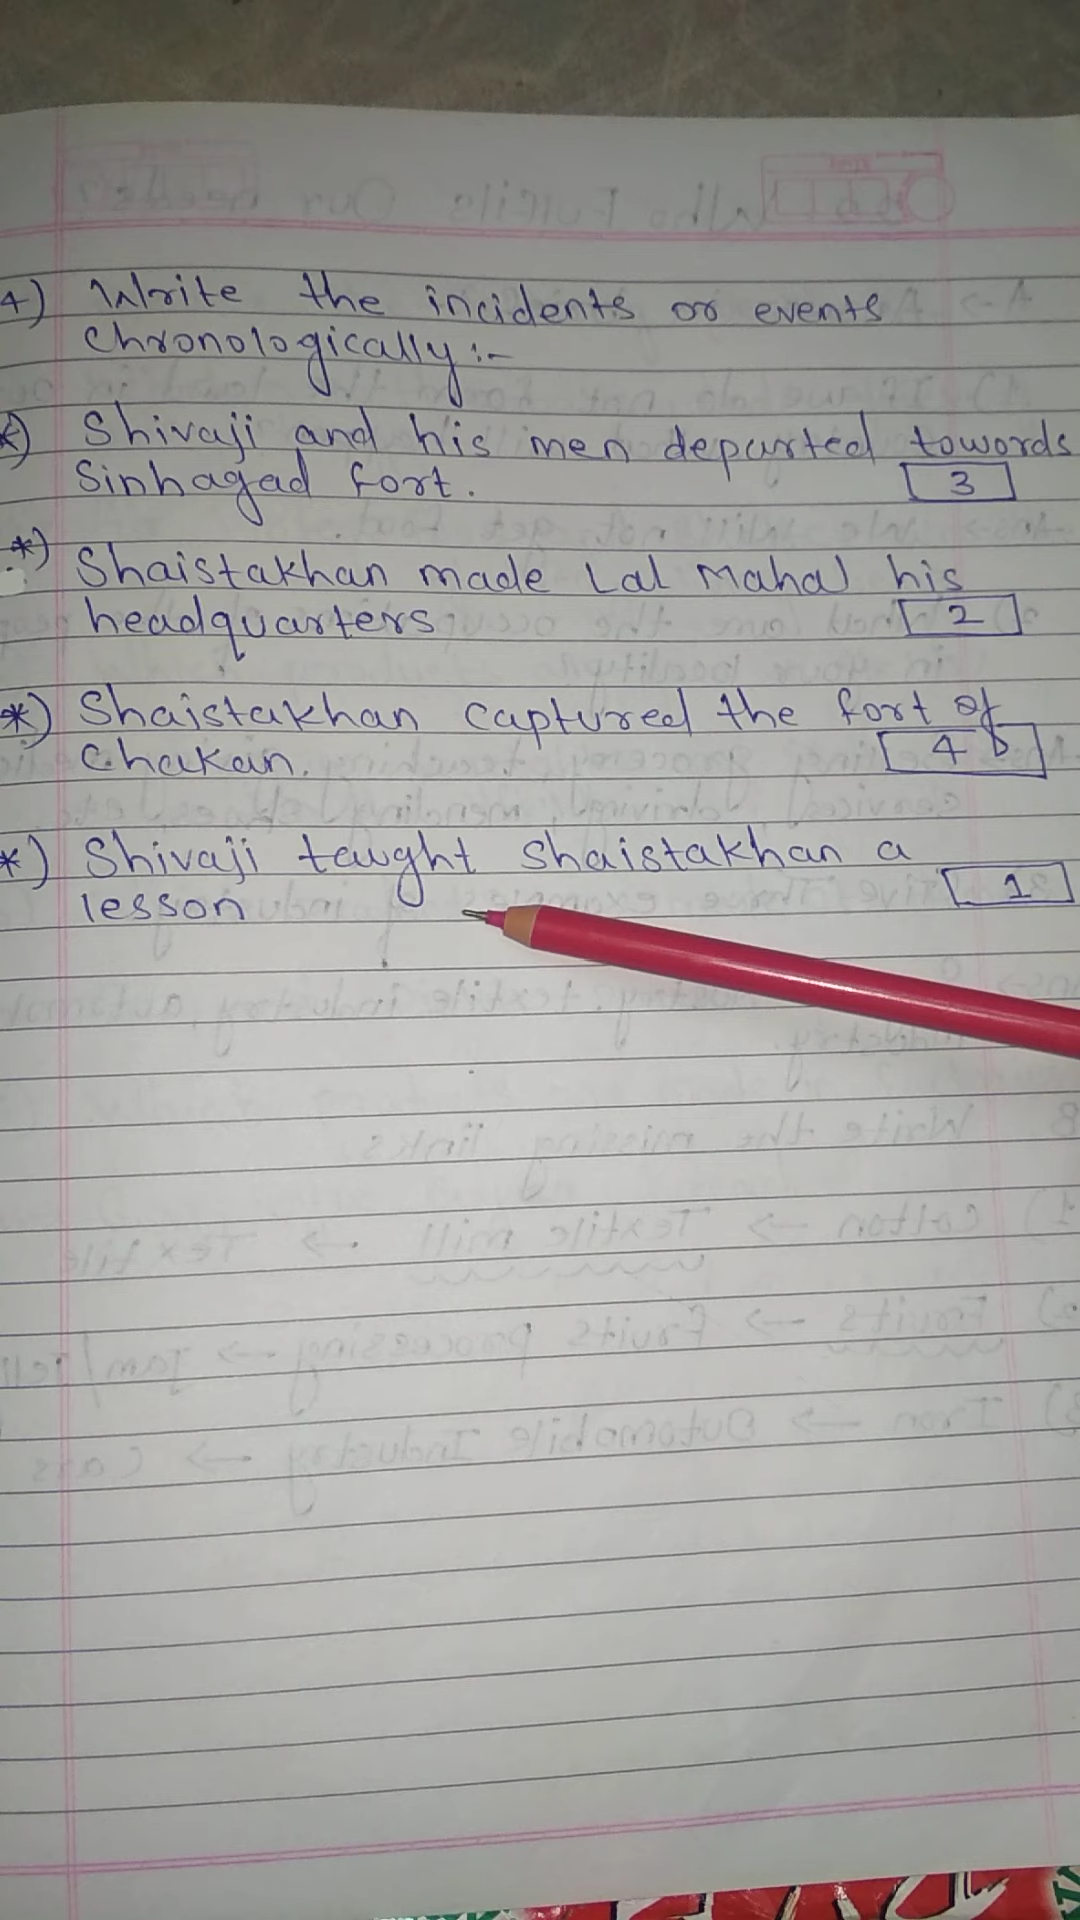 4) Write the incidents or events
Chronologically :-
*) Shivaji and his men departed towords
Sinhagad fort. 3
*) Shaistakhan made Lal Mahal his
headquarters 2
*) Shaistakhan captured the fort of
Chakan. 4
*) Shivaji taught Shaistakhan a
lesson 1